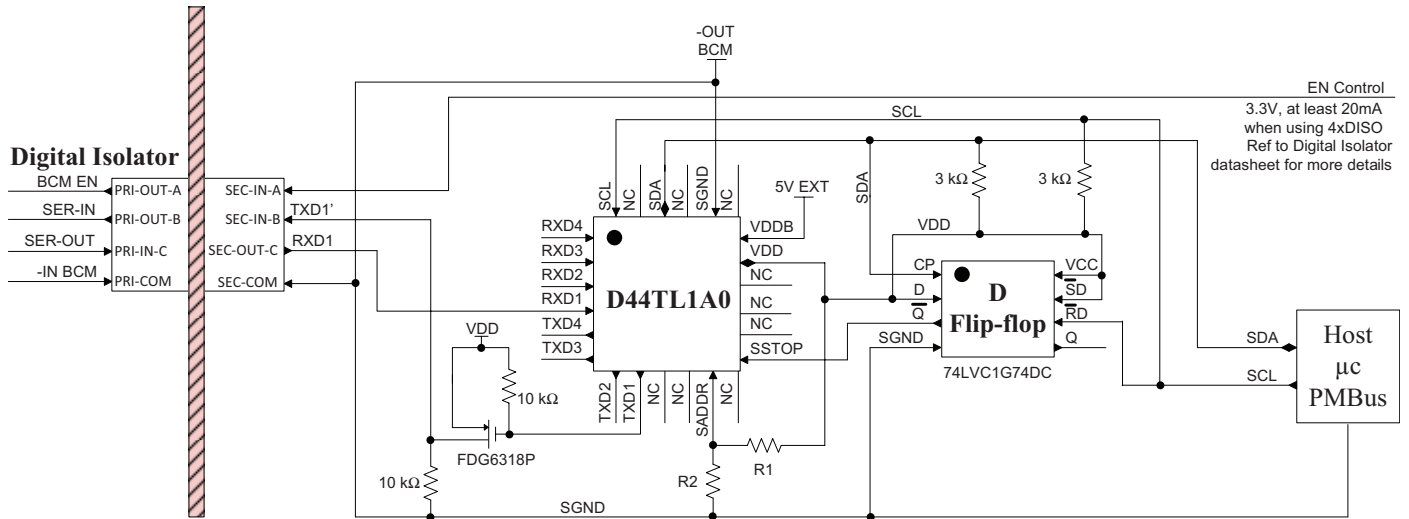 -OUT
BCM
EN Control
3.3V, at least 20mA
when using 4xDISO
Ref to Digital Isolator
datasheet for more details
SCL
Digital Isolator
BCM EN
PRI-OUT-A
SEC-IN-A
SER-IN
PRI-OUT-B
SEC-IN-B
TXD1’
SER-OUT
PRI-IN-C
SEC-OUT-C
RXD1
-IN BCM
PRI-COM
SEC-COM
SCL
NC
SDA
NC
SGND
NC
5V EXT
SDA
3 kΩ
3 kΩ
RXD4
RXD3
RXD2
RXD1
TXD4
TXD3
D44TL1A0
VDDB
VDD
NC
NC
NC
SSTOP
TXD2
TXD1
NC
NC
SADDR
NC
VDD
CP
D
Q
SGND
D
Flip-flop
VCC
SD
RD
Q
74LVC1G74DC
SDA
SCL
Host
µc
PMBus
VDD
10 kΩ
FDG6318P
10 kΩ
R1
R2
SGND